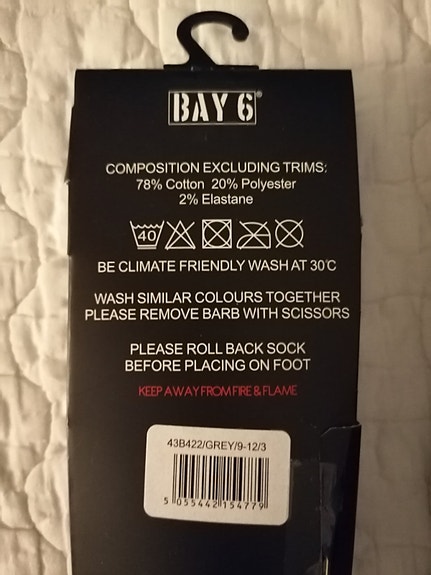 BAY 6®
COMPOSITION EXCLUDING TRIMS:
78% Cotton 20% Polyester
2% Elastane
40
BE CLIMATE FRIENDLY WASH AT 30°C
WASH SIMILAR COLOURS TOGETHER
PLEASE REMOVE BARB WITH SCISSORS
PLEASE ROLL BACK SOCK
BEFORE PLACING ON FOOT
KEEP AWAY FROM FIRE & FLAME
43B422/GREY/9-12/3
5 055442 154779